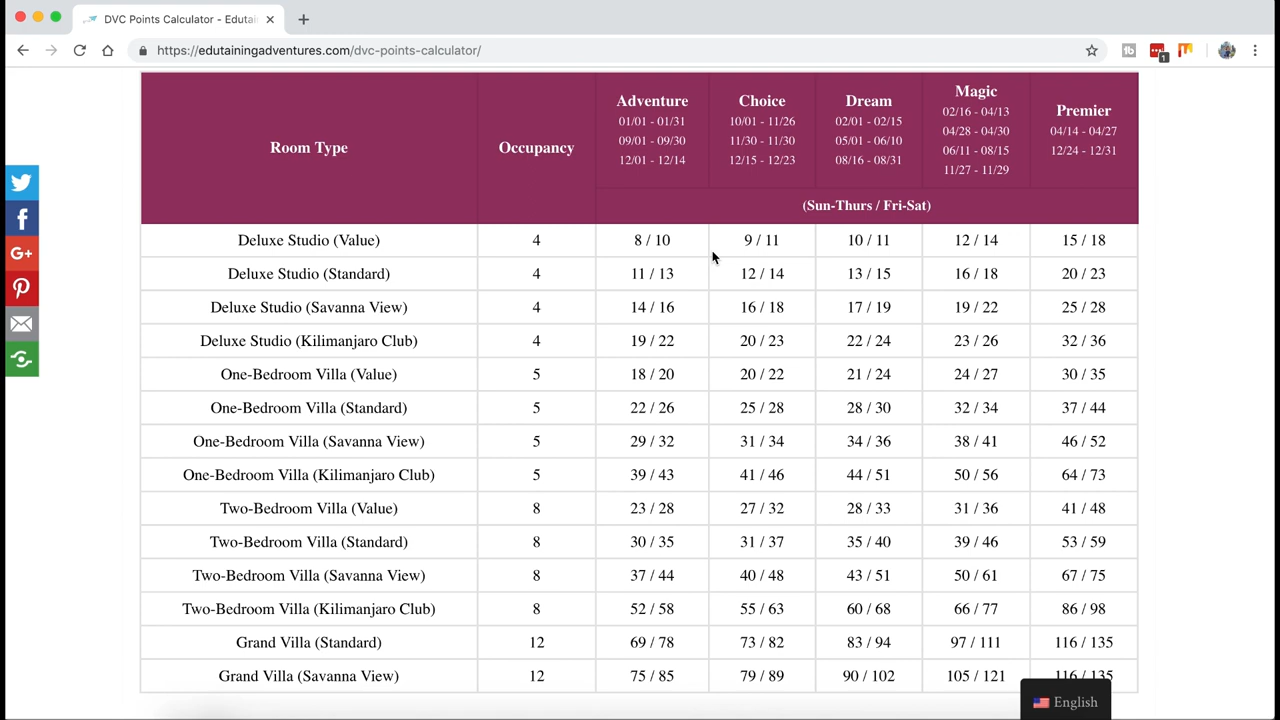 DVC Points Calculator - Edutai
https://edutainingadventures.com/dvc-points-calculator/
Room Type
Occupancy
Adventure
01/01 - 01/31
09/01 - 09/30
12/01 - 12/14
Choice
10/01 - 11/26
11/30 - 11/30
12/15 - 12/23
Dream
02/01 - 02/15
05/01 - 06/10
08/16 - 08/31
Magic
02/16 - 04/13
04/28 - 04/30
06/11 - 08/15
11/27 - 11/29
Premier
04/14 - 04/27
12/24 - 12/31
(Sun-Thurs / Fri-Sat)
Deluxe Studio (Value) 4 8 / 10 9 / 11 10 / 11 12 / 14 15 / 18
Deluxe Studio (Standard) 4 11 / 13 12 / 14 13 / 15 16 / 18 20 / 23
Deluxe Studio (Savanna View) 4 14 / 16 16 / 18 17 / 19 19 / 22 25 / 28
Deluxe Studio (Kilimanjaro Club) 4 19 / 22 20 / 23 22 / 24 23 / 26 32 / 36
One-Bedroom Villa (Value) 5 18 / 20 20 / 22 21 / 24 24 / 27 30 / 35
One-Bedroom Villa (Standard) 5 22 / 26 25 / 28 28 / 30 32 / 34 37 / 44
One-Bedroom Villa (Savanna View) 5 29 / 32 31 / 34 34 / 36 38 / 41 46 / 52
One-Bedroom Villa (Kilimanjaro Club) 5 39 / 43 41 / 46 44 / 51 50 / 56 64 / 73
Two-Bedroom Villa (Value) 8 23 / 28 27 / 32 28 / 33 31 / 36 41 / 48
Two-Bedroom Villa (Standard) 8 30 / 35 31 / 37 35 / 40 39 / 46 53 / 59
Two-Bedroom Villa (Savanna View) 8 37 / 44 40 / 48 43 / 51 50 / 61 67 / 75
Two-Bedroom Villa (Kilimanjaro Club) 8 52 / 58 55 / 63 60 / 68 66 / 77 86 / 98
Grand Villa (Standard) 12 69 / 78 73 / 82 83 / 94 97 / 111 116 / 135
Grand Villa (Savanna View) 12 75 / 85 79 / 89 90 / 102 105 / 121 116 / 135
English